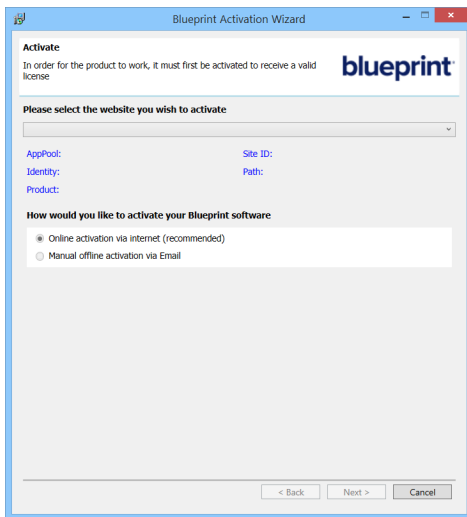 Blueprint Activation Wizard
Activate
In order for the product to work, it must first be activated to receive a valid
license
blueprint
Please select the website you wish to activate
AppPool:
Site ID:
Identity:
Path:
Product:
How would you like to activate your Blueprint software
Online activation via internet (recommended)
Manual offline activation via Email
< Back
Next >
Cancel